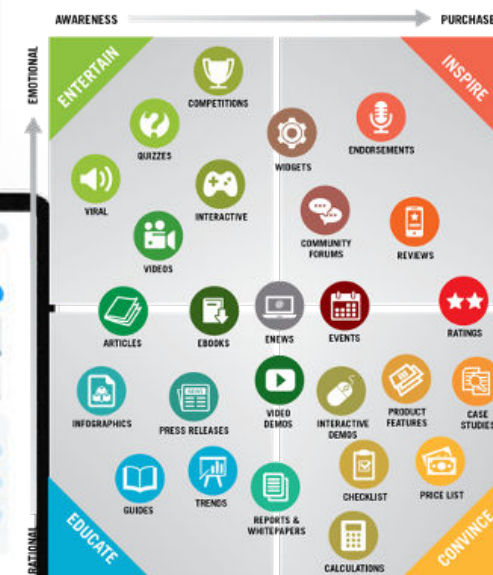 AWARENESS
PURCHASE
EMOTIONAL
ENTERTAIN
INSPIRE
COMPETITIONS
QUIZZES
WIDGETS
ENDORSEMENTS
VIRAL
INTERACTIVE
COMMUNITY
FORUMS
REVIEWS
VIDEOS
ARTICLES
EBOOKS
ENEWS
EVENTS
RATINGS
INFOGRAPHICS
NEWS
PRESS RELEASES
VIDEO
DEMOS
INTERACTIVE
DEMOS
PRODUCT
FEATURES
CASE
STUDIES
GUIDES
TRENDS
REPORTS &
WHITEPAPERS
CHECKLIST
PRICE LIST
CALCULATIONS
RATIONAL
EDUCATE
CONVINCE